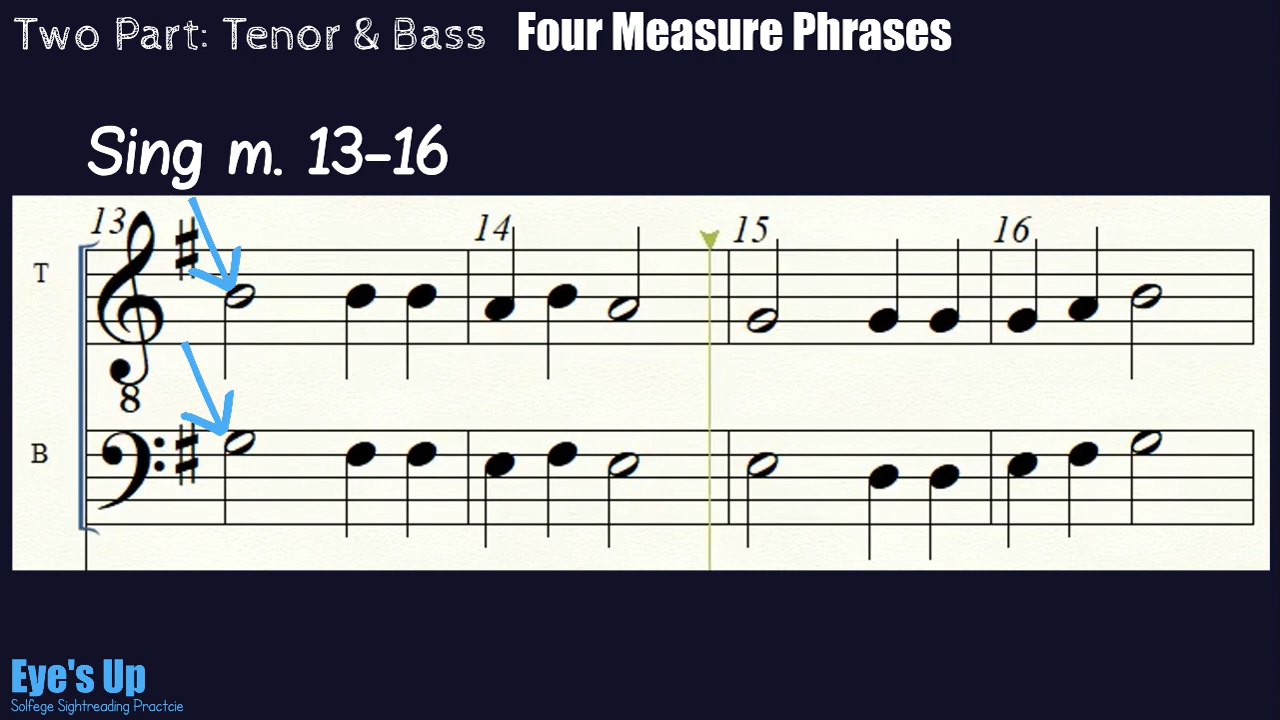 Two Part: Tenor & Bass Four Measure Phrases
Sing m. 13-16
13 14 15 16
T
8
B
Eye's Up
Solfege Sightreading Practcie